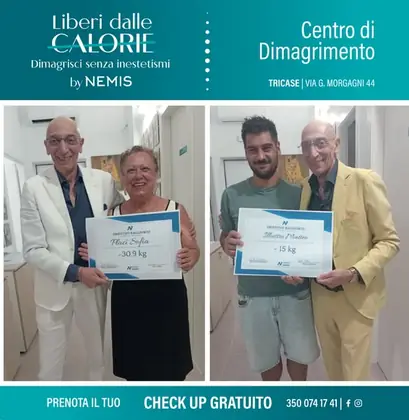 Liberi dalle
CALORIE
Dimagrisci senza inestetismi
by NEMIS
Centro di
Dimagrimento
TRICASE | VIA G. MORGAGNI 44
-30.9 kg
- 15 kg
PRENOTA IL TUO CHECK UP GRATUITO 350 074 17 41 |